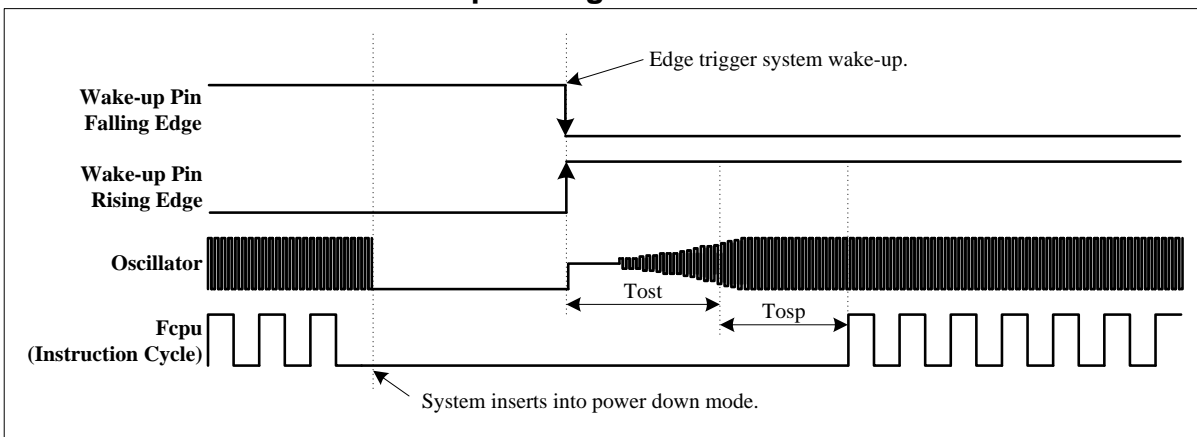 Edge trigger system wake-up.
Wake-up Pin
Falling Edge
Wake-up Pin
Rising Edge
Oscillator
Tost
Tosp
Fcpu
(Instruction Cycle)
System inserts into power down mode.